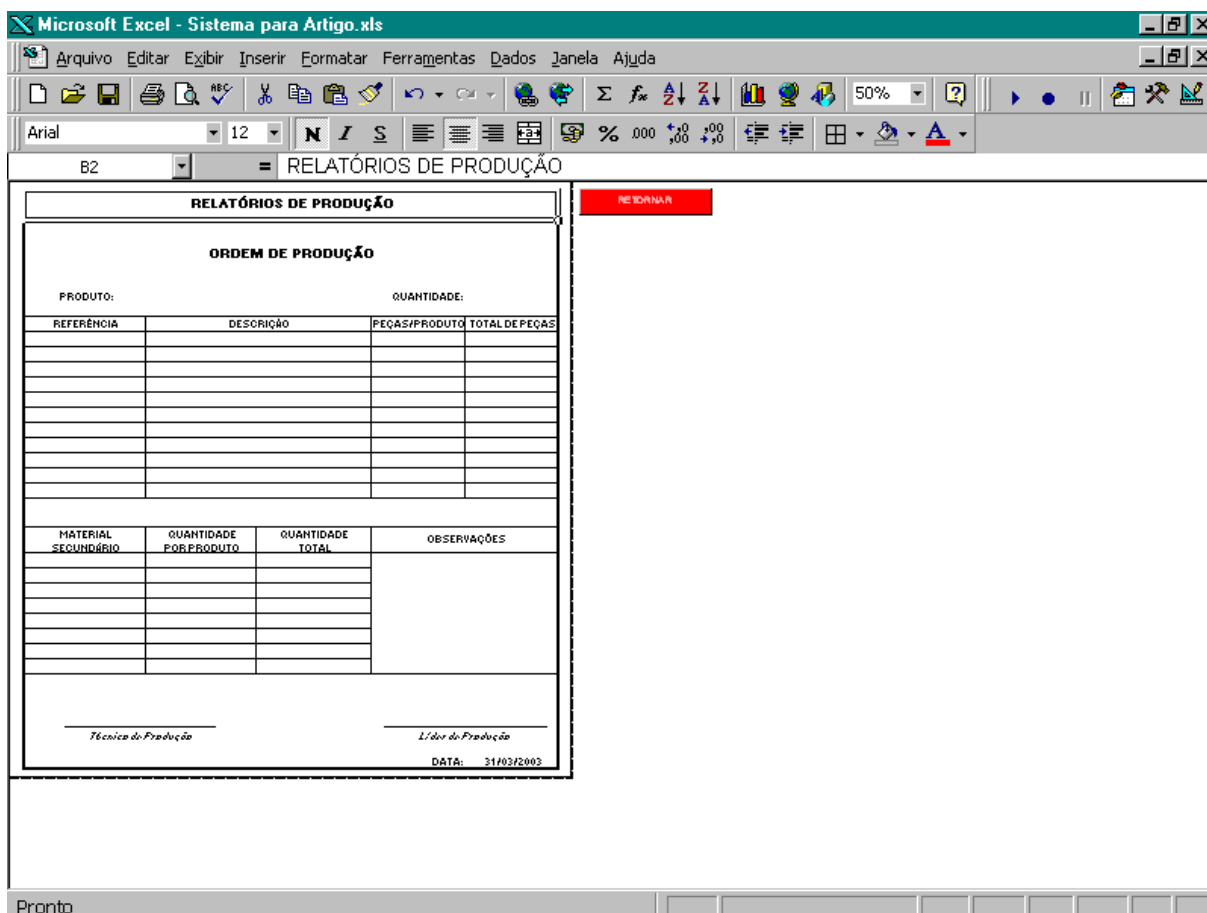 Microsoft Excel - Sistema para Artigo.xls
Arquivo Editar Exibir Inserir Formatar Ferramentas Dados Janela Ajuda
50%
Arial 12 N I S % 000
B2 = RELATÓRIOS DE PRODUÇÃO
RELATÓRIOS DE PRODUÇÃO RETORNAR
ORDEM DE PRODUÇÃO
PRODUTO: QUANTIDADE:
REFERÊNCIA DESCRIÇÃO PEÇAS/PRODUTO TOTAL DE PEÇAS
MATERIAL SECUNDÁRIO QUANTIDADE POR PRODUTO QUANTIDADE TOTAL OBSERVAÇÕES
Técnico de Produção Líder de Produção
DATA: 31/03/2003
Pronto